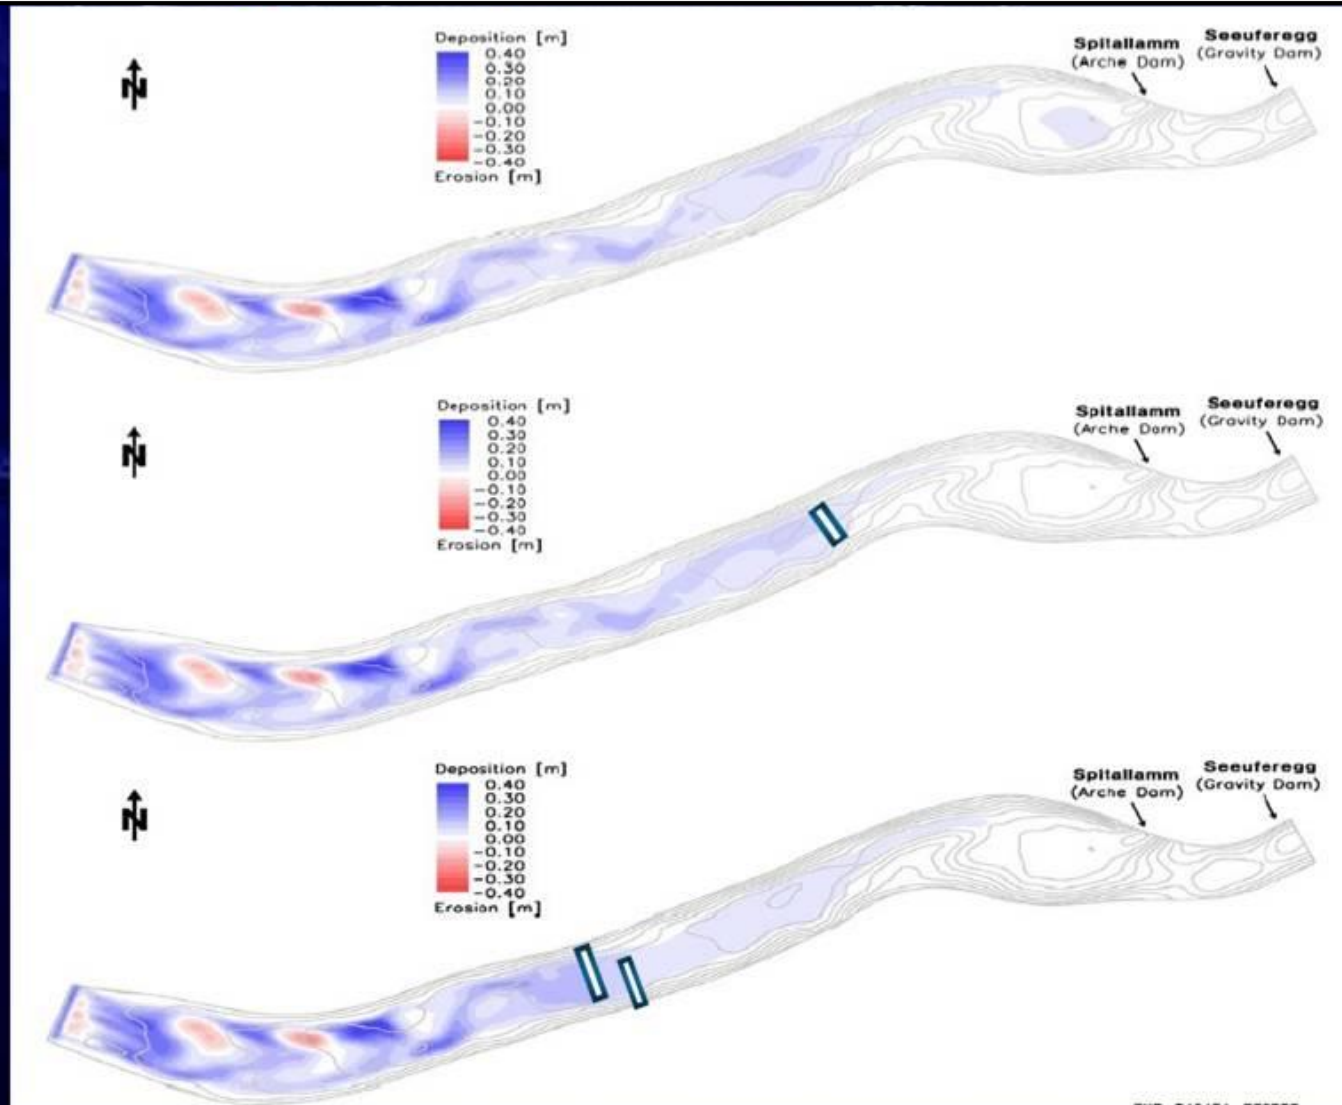 Deposition [m]
0.40
0.30
0.20
0.10
0.00
-0.10
-0.20
-0.30
-0.40
Erosion [m]
N
Spitallamm
(Arche Dam)
Seeuferegg
(Gravity Dam)
Deposition [m]
0.40
0.30
0.20
0.10
0.00
-0.10
-0.20
-0.30
-0.40
Erosion [m]
N
Spitallamm
(Arche Dam)
Seeuferegg
(Gravity Dam)
Deposition [m]
0.40
0.30
0.20
0.10
0.00
-0.10
-0.20
-0.30
-0.40
Erosion [m]
N
Spitallamm
(Arche Dam)
Seeuferegg
(Gravity Dam)